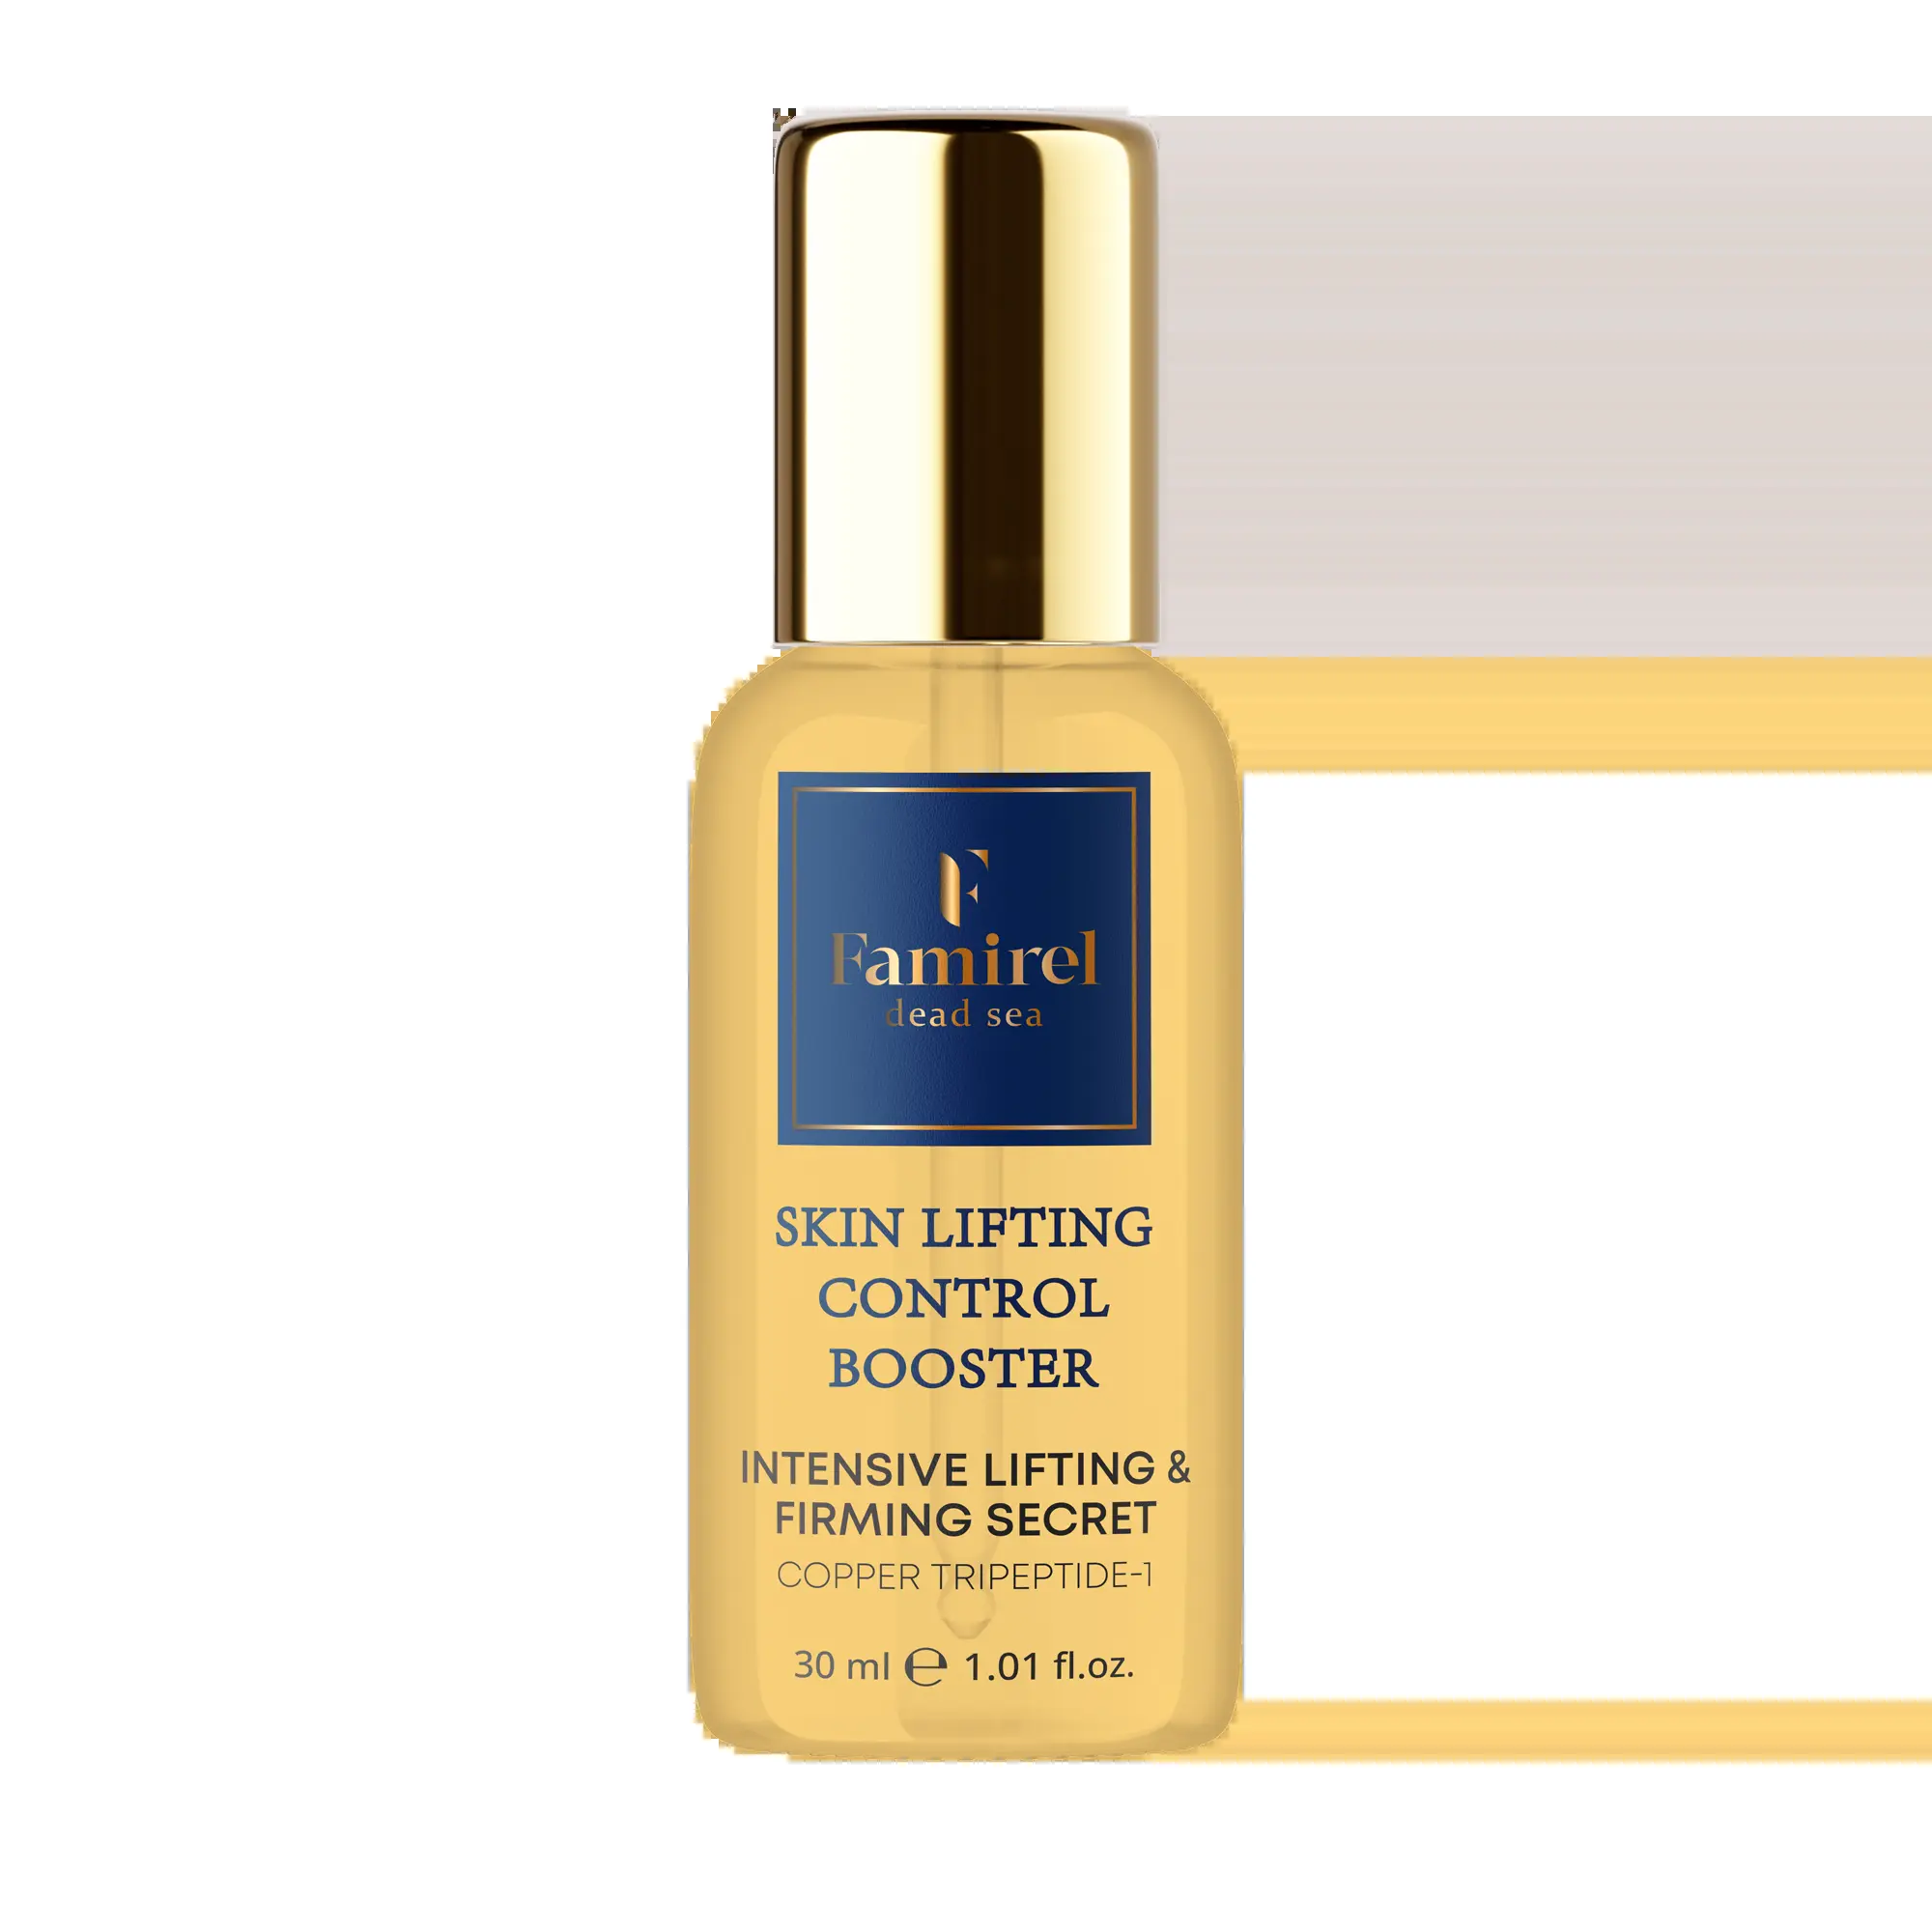 F
Famirel
dead sea
SKIN LIFTING
CONTROL
BOOSTER
INTENSIVE LIFTING &
FIRMING SECRET
COPPER TRIPEPTIDE-1
30 ml ℮ 1.01 fl.oz.